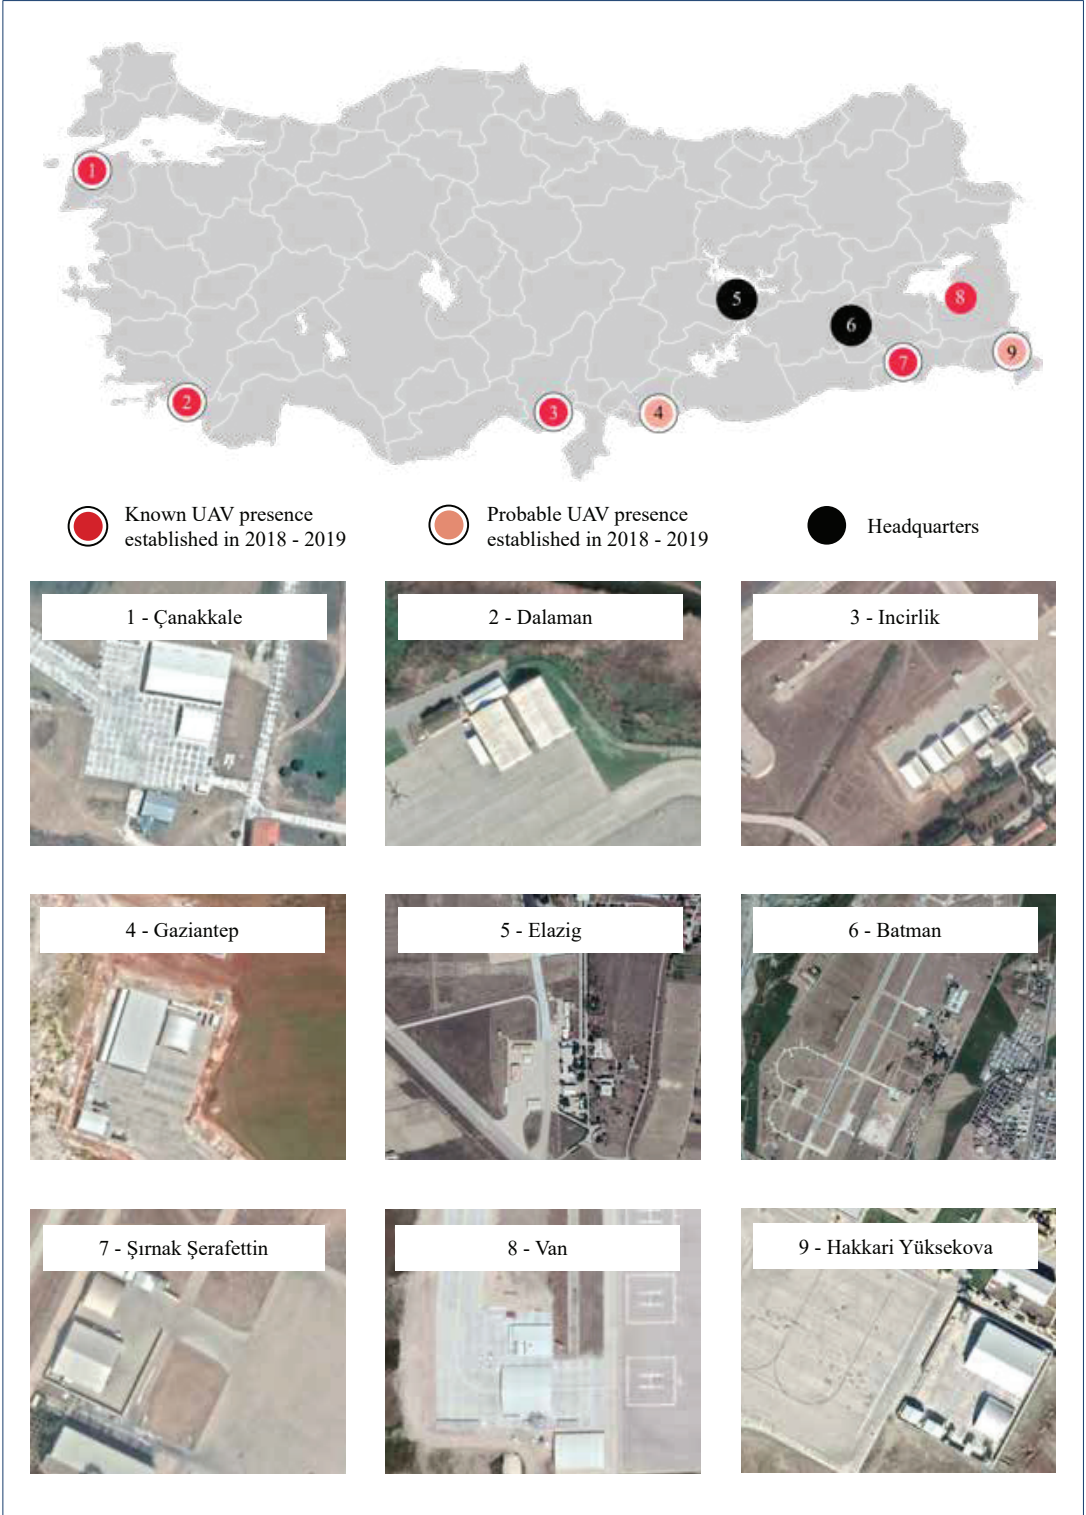 1
2
3
4
5
6
7
8
9
Known UAV presence
established in 2018 - 2019
Probable UAV presence
established in 2018 - 2019
Headquarters
1 - Çanakkale
2 - Dalaman
3 - Incirlik
4 - Gaziantep
5 - Elazig
6 - Batman
7 - Şırnak Şerafettin
8 - Van
9 - Hakkari Yüksekova
H
H